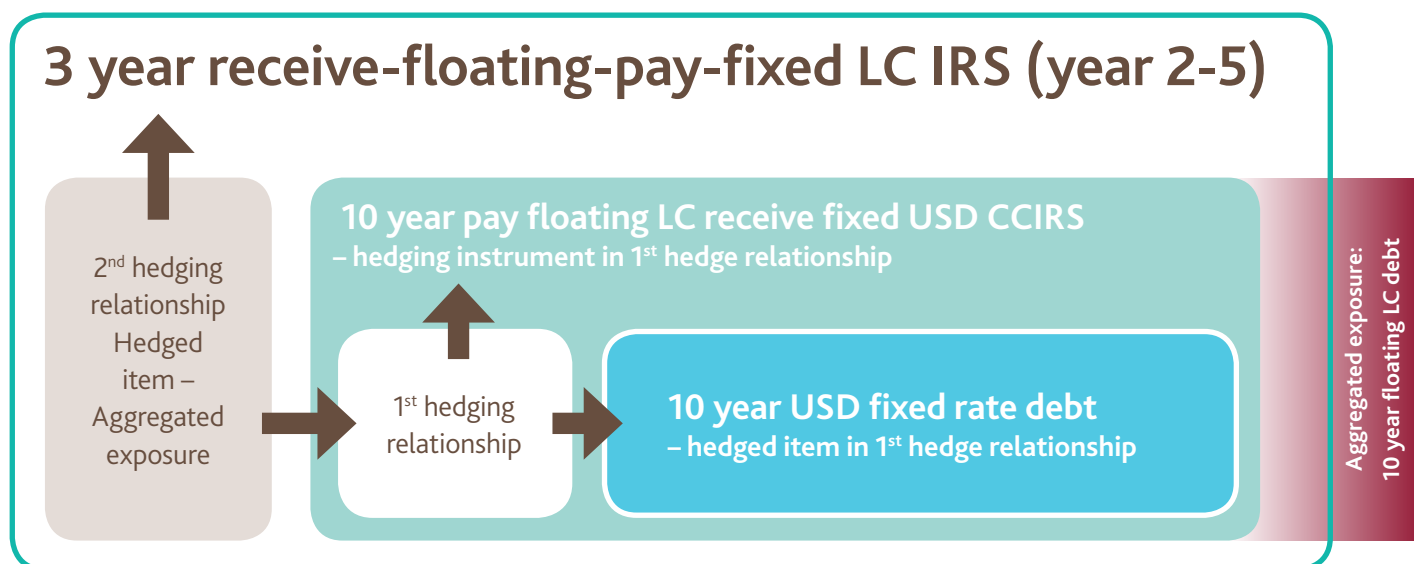 3 year receive-floating-pay-fixed LC IRS (year 2-5)
2nd hedging
relationship
Hedged
item –
Aggregated
exposure
10 year pay floating LC receive fixed USD CCIRS
– hedging instrument in 1st hedge relationship
1st hedging
relationship
10 year USD fixed rate debt
– hedged item in 1st hedge relationship
Aggregated exposure:
10 year floating LC debt